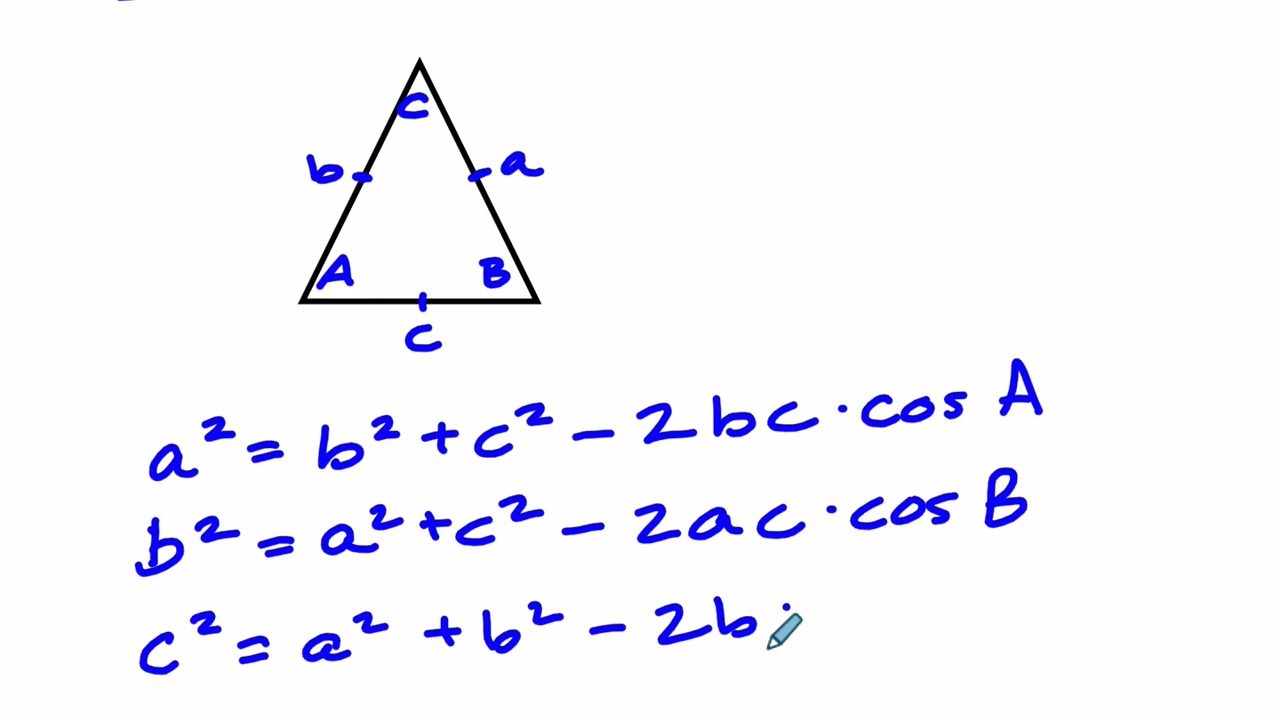 C
b
a
A
B
c
a² = b² + c² - 2bc · cos A
b² = a² + c² - 2ac · cos B
c² = a² + b² - 2b